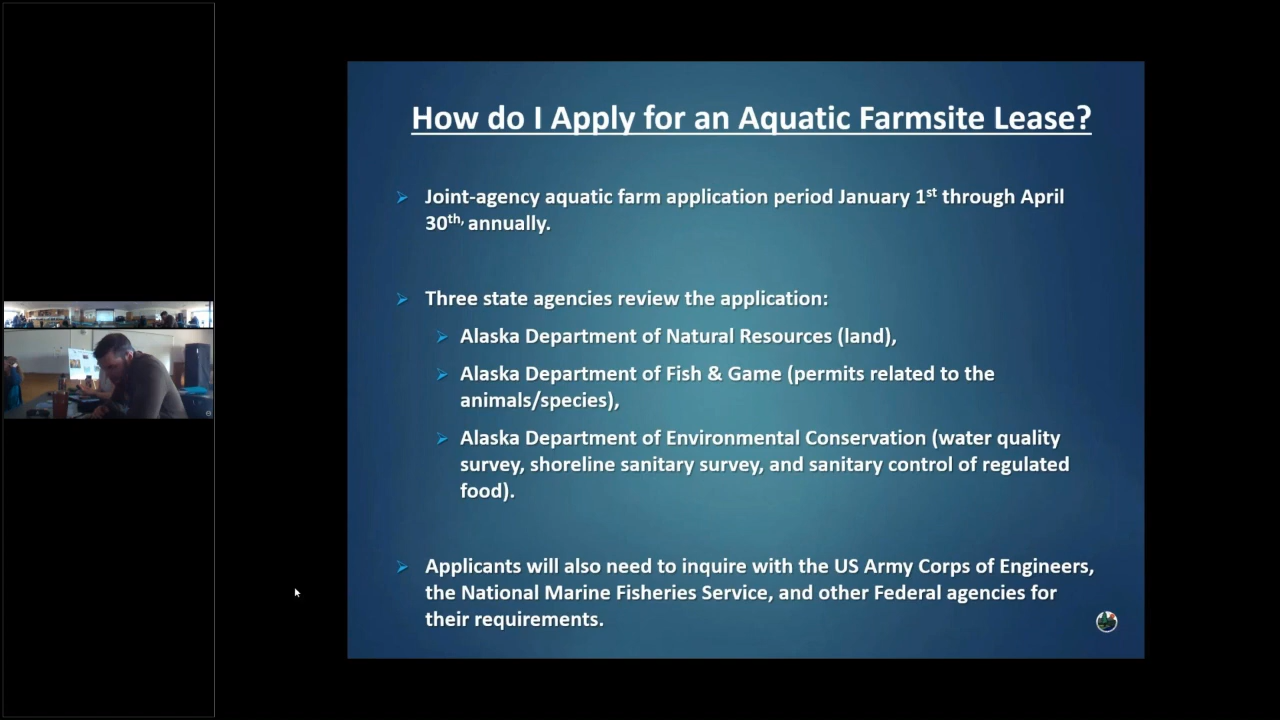 How do I Apply for an Aquatic Farmsite Lease?
Joint-agency aquatic farm application period January 1st through April
30th, annually.
Three state agencies review the application:
Alaska Department of Natural Resources (land),
Alaska Department of Fish & Game (permits related to the
animals/species),
Alaska Department of Environmental Conservation (water quality
survey, shoreline sanitary survey, and sanitary control of regulated
food).
Applicants will also need to inquire with the US Army Corps of Engineers,
the National Marine Fisheries Service, and other Federal agencies for
their requirements.